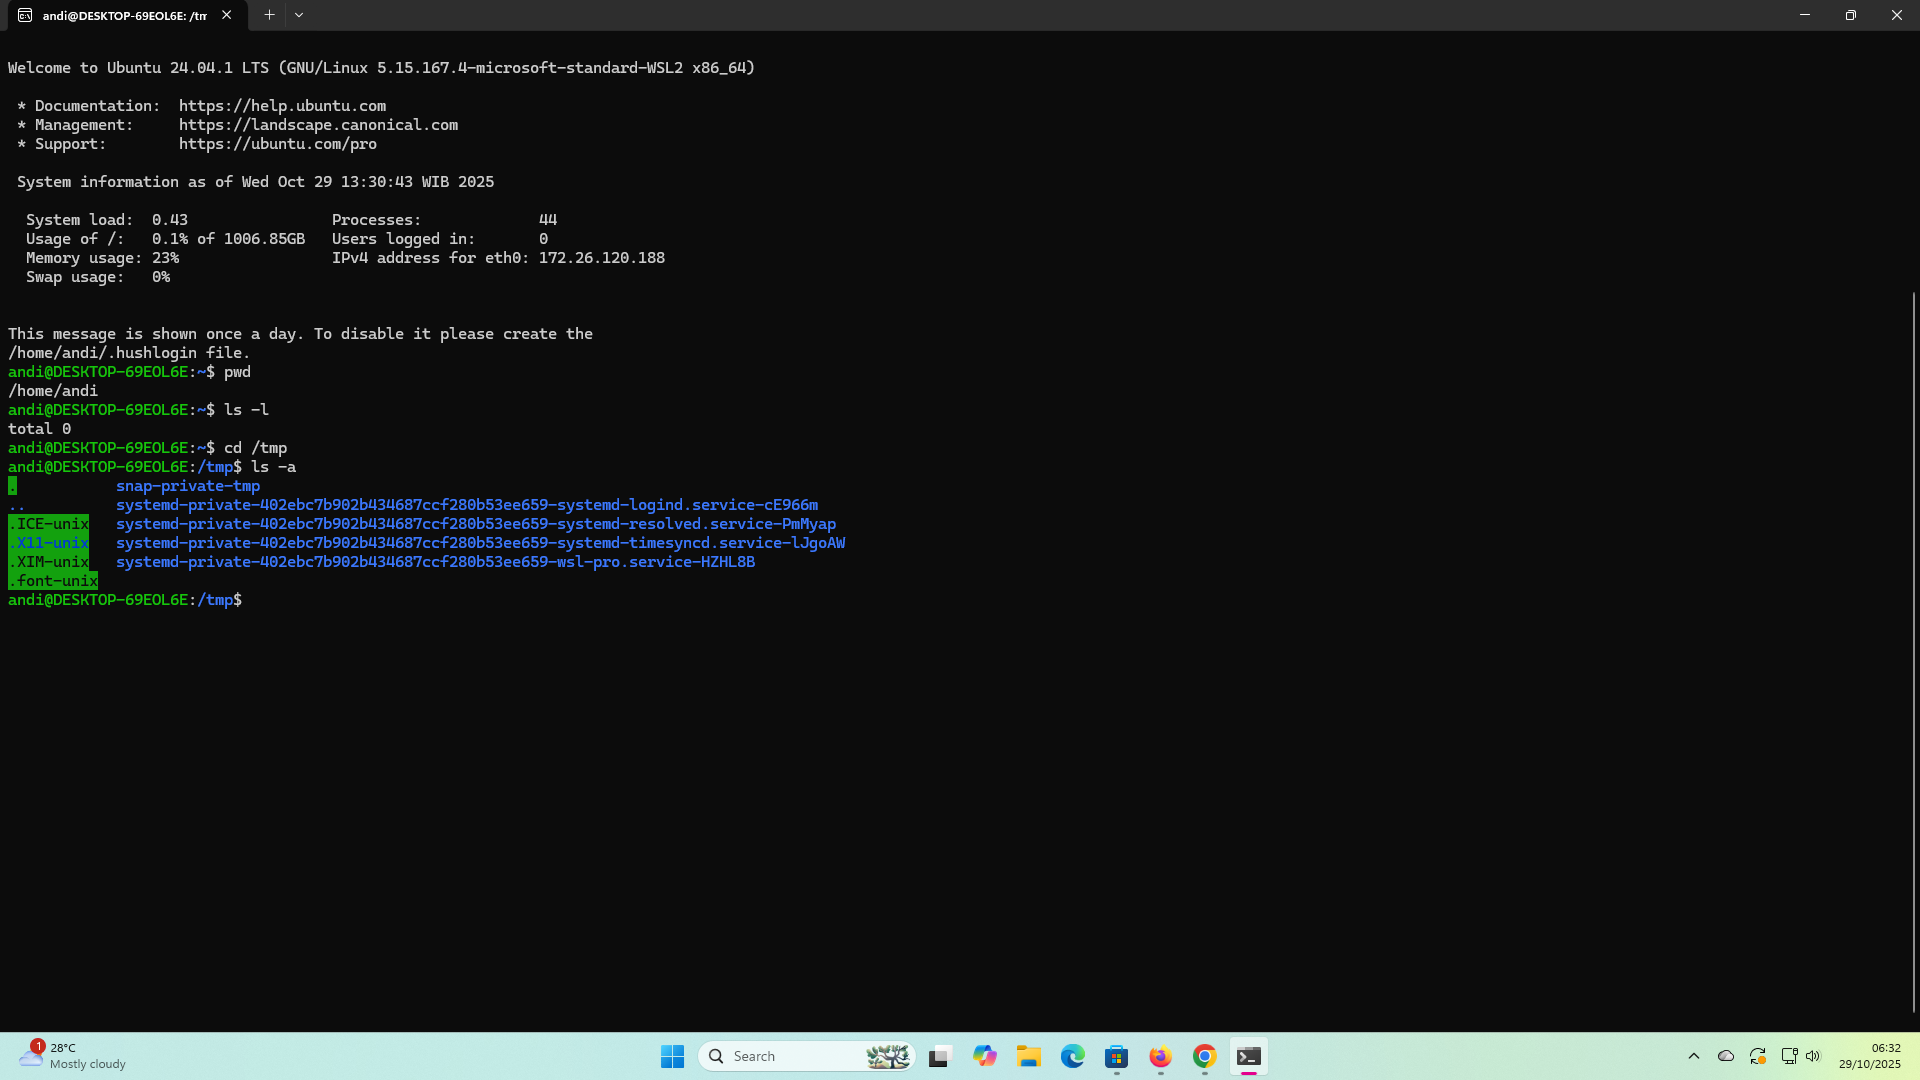 andi@DESKTOP-69EOL6E: /tm
Welcome to Ubuntu 24.04.1 LTS (GNU/Linux 5.15.167.4-microsoft-standard-WSL2 x86_64)
* Documentation:  https://help.ubuntu.com
* Management:     https://landscape.canonical.com
* Support:        https://ubuntu.com/pro
System information as of Wed Oct 29 13:30:43 WIB 2025
System load:  0.43                Processes:             44
Usage of /:   0.1% of 1006.85GB   Users logged in:       0
Memory usage: 23%                 IPv4 address for eth0: 172.26.120.188
Swap usage:   0%
This message is shown once a day. To disable it please create the
/home/andi/.hushlogin file.
andi@DESKTOP-69EOL6E:~$ pwd
/home/andi
andi@DESKTOP-69EOL6E:~$ ls -l
total 0
andi@DESKTOP-69EOL6E:~$ cd /tmp
andi@DESKTOP-69EOL6E:/tmp$ ls -a
.           snap-private-tmp
..          systemd-private-402ebc7b902b434687ccf280b53ee659-systemd-logind.service-cE966m
.ICE-unix   systemd-private-402ebc7b902b434687ccf280b53ee659-systemd-resolved.service-PmMyap
.X11-unix   systemd-private-402ebc7b902b434687ccf280b53ee659-systemd-timesyncd.service-lJgoAW
.XIM-unix   systemd-private-402ebc7b902b434687ccf280b53ee659-wsl-pro.service-HZHL8B
.font-unix
andi@DESKTOP-69EOL6E:/tmp$
1
28°C
Mostly cloudy
Search
06:32
29/10/2025